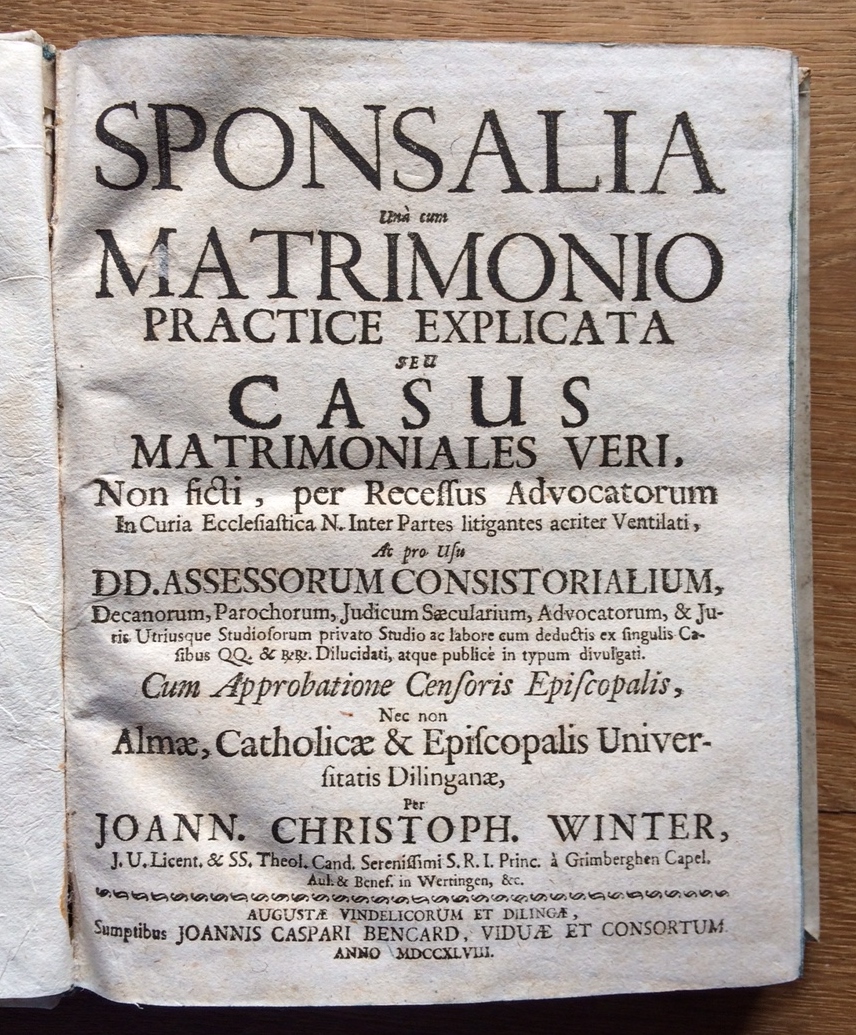 SPONSALIA
Unà cum
MATRIMONIO
PRACTICE EXPLICATA
SEU
CASUS
MATRIMONIALES VERI,
Non ficti, per Receſſus Advocatorum
In Curia Eccleſiaſtica N. Inter Partes litigantes acriter Ventilati,
Ac pro Uſu
DD. ASSESSORUM CONSISTORIALIUM,
Decanorum, Parochorum, Judicum Sæcularium, Advocatorum, & Ju-
ris Utriusque Studioſorum privato Studio ac labore cum deductis ex ſingulis Ca-
ſibus QQ. & RR. Dilucidati, atque publicè in typum divulgati.
Cum Approbatione Cenſoris Epiſcopalis,
Nec non
Almæ, Catholicæ & Epiſcopalis Univer-
ſitatis Dilinganæ,
Per
JOANN. CHRISTOPH. WINTER,
J. U. Licent. & SS. Theol. Cand. Sereniſſimi S. R. I. Princ. à Grimberghen Capel.
Aul. & Benef. in Wertingen, &c.
AUGUSTÆ VINDELICORUM ET DILINGÆ,
Sumptibus JOANNIS CASPARI BENCARD, VIDUÆ ET CONSORTUM
ANNO MDCCXLVIII.